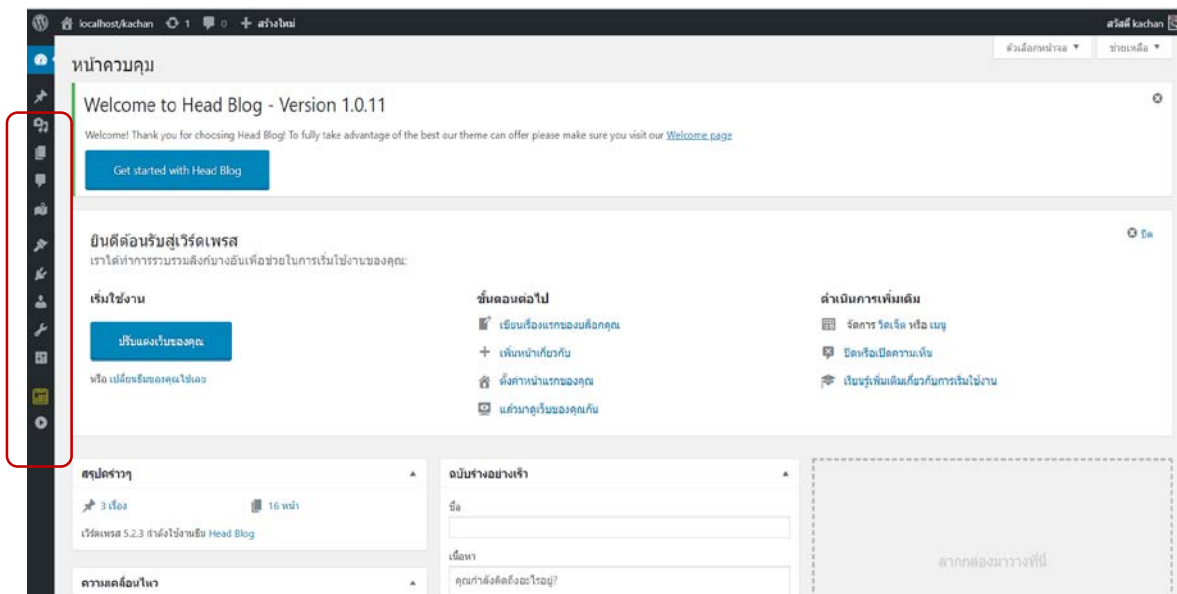 localhost/kachan 1 0 + สร้างใหม่ สวัสดี kachan
ตัวเลือกหน้าจอ ช่วยเหลือ
หน้าควบคุม
Welcome to Head Blog - Version 1.0.11
Welcome! Thank you for choosing Head Blog! To fully take advantage of the best our theme can offer please make sure you visit our Welcome page
Get started with Head Blog
ยินดีต้อนรับสู่เวิร์ดเพรส ปิด
เราได้ทำการรวบรวมลิงก์บางอันเพื่อช่วยในการเริ่มใช้งานของคุณ:
เริ่มใช้งาน
ปรับแต่งเว็บของคุณ
หรือ เปลี่ยนธีมของคุณไปเลย
ขั้นตอนต่อไป
เขียนเรื่องแรกของบล็อกคุณ
เพิ่มหน้าเกี่ยวกับ
ตั้งค่าหน้าแรกของคุณ
แล้วมาดูเว็บของคุณกัน
ดำเนินการเพิ่มเติม
จัดการ วิดเจ็ต หรือ เมนู
ปิดหรือเปิดความเห็น
เรียนรู้เพิ่มเติมเกี่ยวกับการเริ่มใช้งาน
สรุปคร่าวๆ
3 เรื่อง 16 หน้า
เวิร์ดเพรส 5.2.3 กำลังใช้งานธีม Head Blog
ความเคลื่อนไหว
ฉบับร่างอย่างเร็ว
ชื่อ
เนื้อหา
คุณกำลังคิดถึงอะไรอยู่?
ลากกล่องมาวางที่นี่